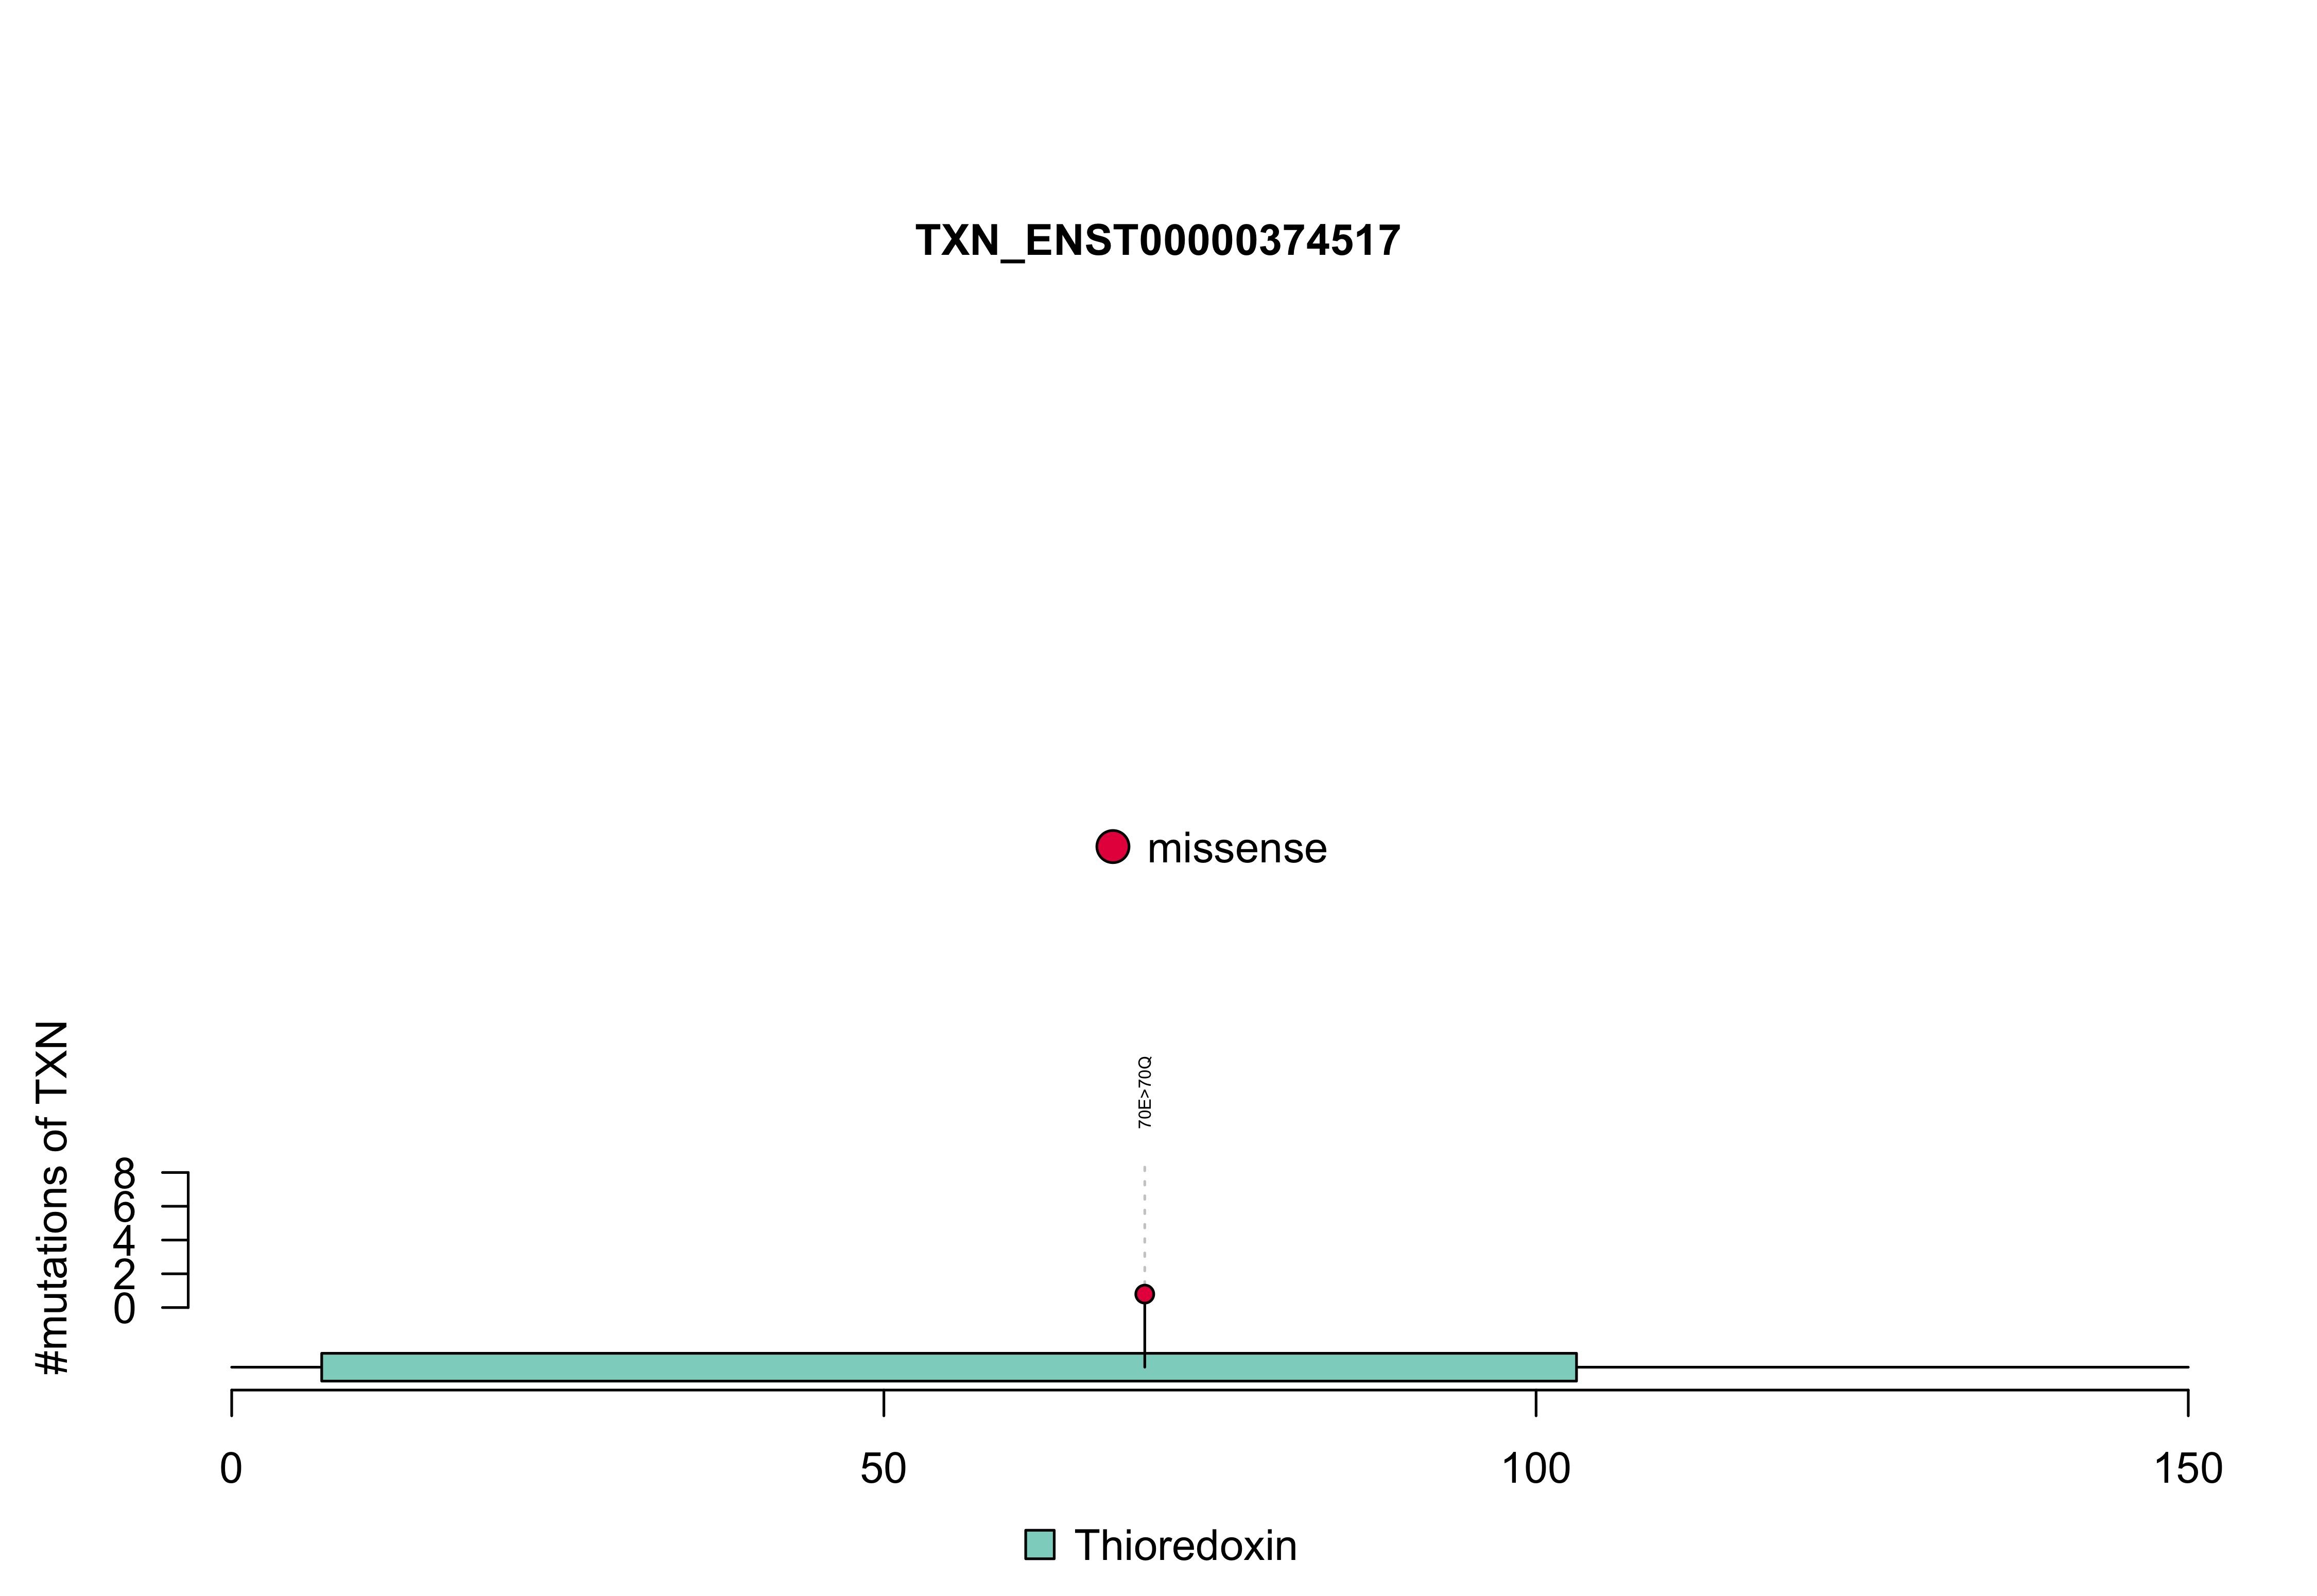 TXN_ENST00000374517
missense
70E>70Q
#mutations of TXN
8
6
4
2
0
0 50 100 150
Thioredoxin